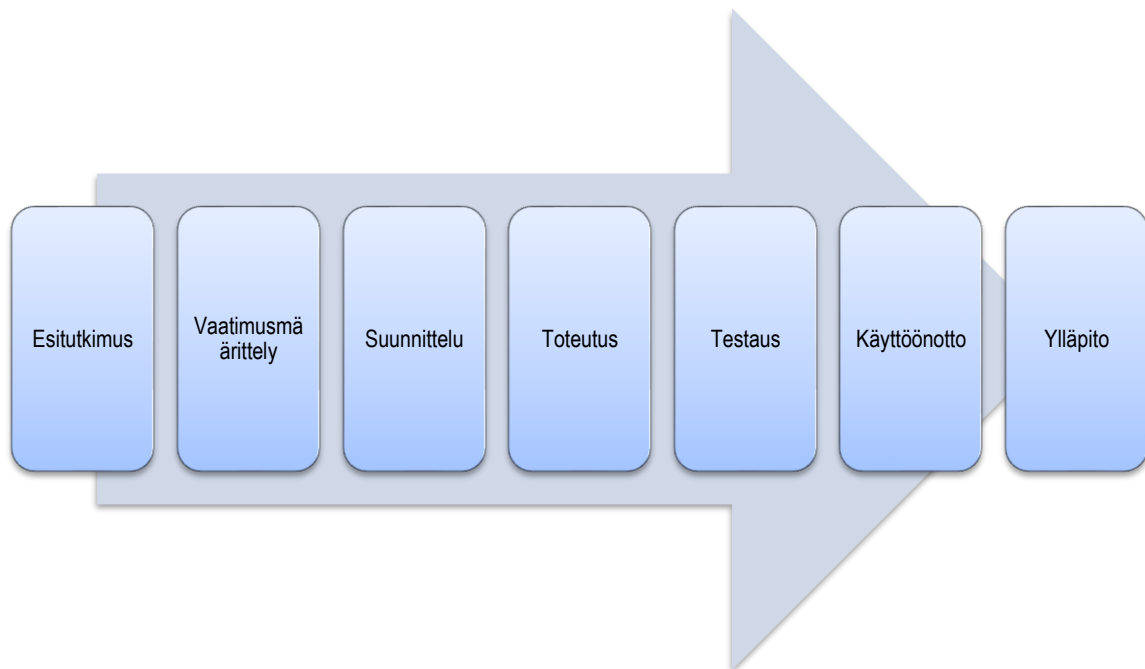 Esitutkimus
Vaatimusmä
ärittely
Suunnittelu
Toteutus
Testaus
Käyttöönotto
Ylläpito